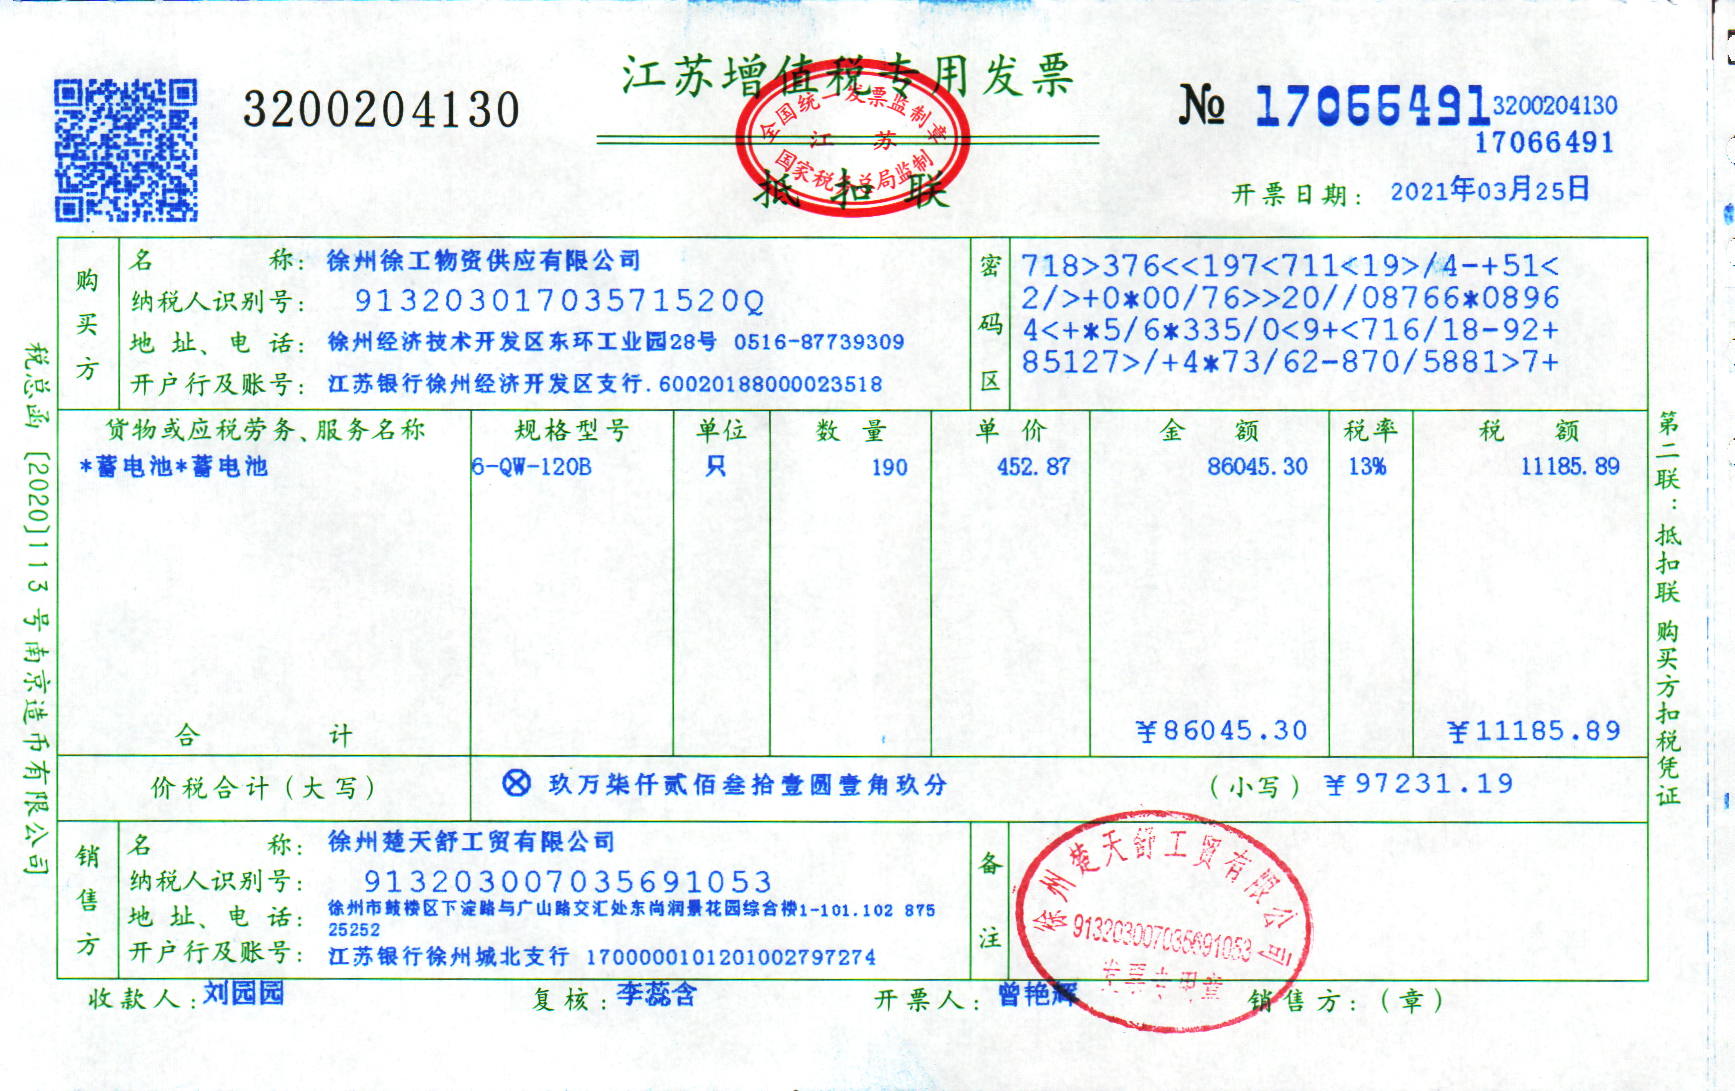 江苏增值税专用发票
3200204130
№ 17066491 3200204130
17066491
全国统一发票监制章
江苏
国家税务总局监制
抵扣联
开票日期: 2021年03月25日
购买方
名称: 徐州徐工物资供应有限公司
纳税人识别号: 91320301703571520Q
地址、电话: 徐州经济技术开发区东环工业园28号 0516-87739309
开户行及账号: 江苏银行徐州经济开发区支行.60020188000023518
密码区
718>376<<197<711<19>/4-+51<
2/>+0*00/76>>20//08766*0896
4<+*5/6*335/0<9+<716/18-92+
85127>/+4*73/62-870/5881>7+
货物或应税劳务、服务名称 规格型号 单位 数量 单价 金额 税率 税额
*蓄电池*蓄电池 6-QW-120B 只 190 452.87 86045.30 13% 11185.89
合计 ¥86045.30 ¥11185.89
价税合计(大写) ⊗ 玖万柒仟贰佰叁拾壹圆壹角玖分 (小写) ¥97231.19
销售方
名称: 徐州楚天舒工贸有限公司
纳税人识别号: 913203007035691053
地址、电话: 徐州市鼓楼区下淀路与广山路交汇处东尚润景花园综合楼1-101.102 875
25252
开户行及账号: 江苏银行徐州城北支行 17000001012010027972​74
备注
徐州楚天舒工贸有限公司
913203007035691053
发票专用章
收款人: 刘园园 复核: 李蕊含 开票人: 曾艳辉 销售方: (章)
税总函[2020]113号南京造币有限公司
第二联: 抵扣联 购买方扣税凭证